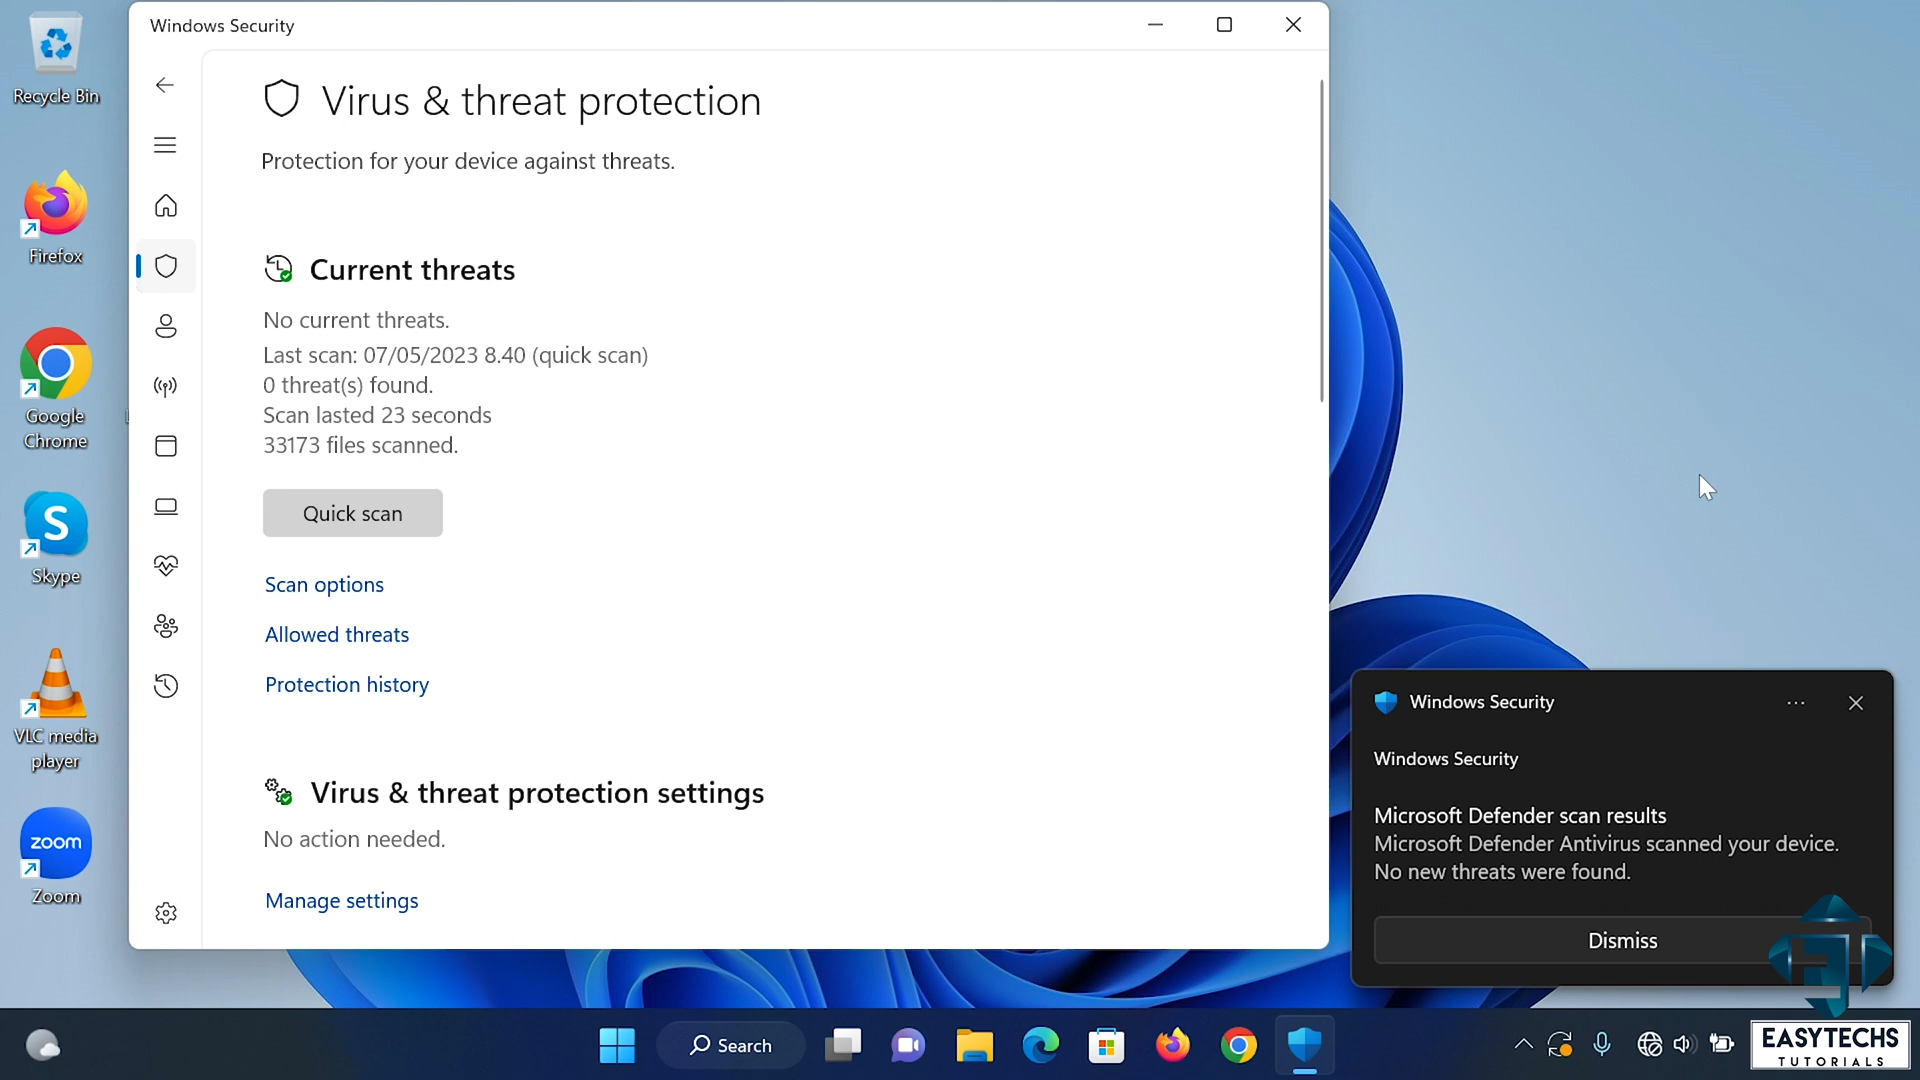 Recycle Bin
Firefox
Google
Chrome
Skype
VLC media
player
zoom
Zoom
Windows Security
Virus & threat protection
Protection for your device against threats.
Current threats
No current threats.
Last scan: 07/05/2023 8.40 (quick scan)
0 threat(s) found.
Scan lasted 23 seconds
33173 files scanned.
Quick scan
Scan options
Allowed threats
Protection history
Virus & threat protection settings
No action needed.
Manage settings
Windows Security
Windows Security
Microsoft Defender scan results
Microsoft Defender Antivirus scanned your device.
No new threats were found.
Dismiss
Search
EASYTECHS
TUTORIALS